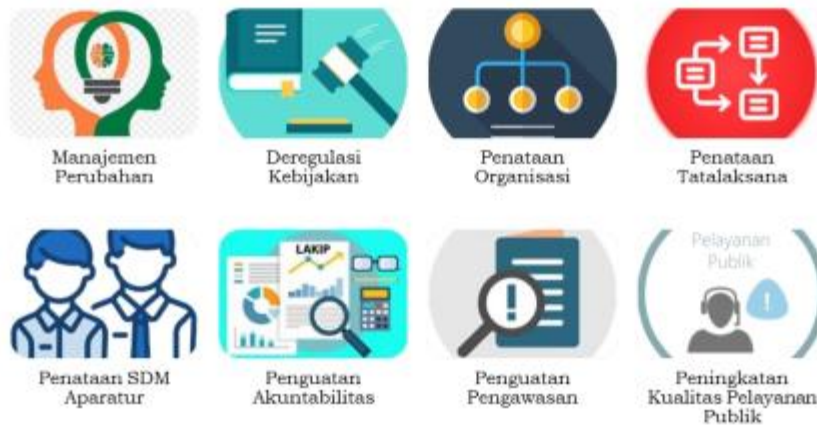 Manajemen
Perubahan
Deregulasi
Kebijakan
Penataan
Organisasi
Penataan
Tatalaksana
LAKIP
Pelayanan
Publik
Penataan SDM
Aparatur
Penguatan
Akuntabilitas
Penguatan
Pengawasan
Peningkatan
Kualitas Pelayanan
Publik